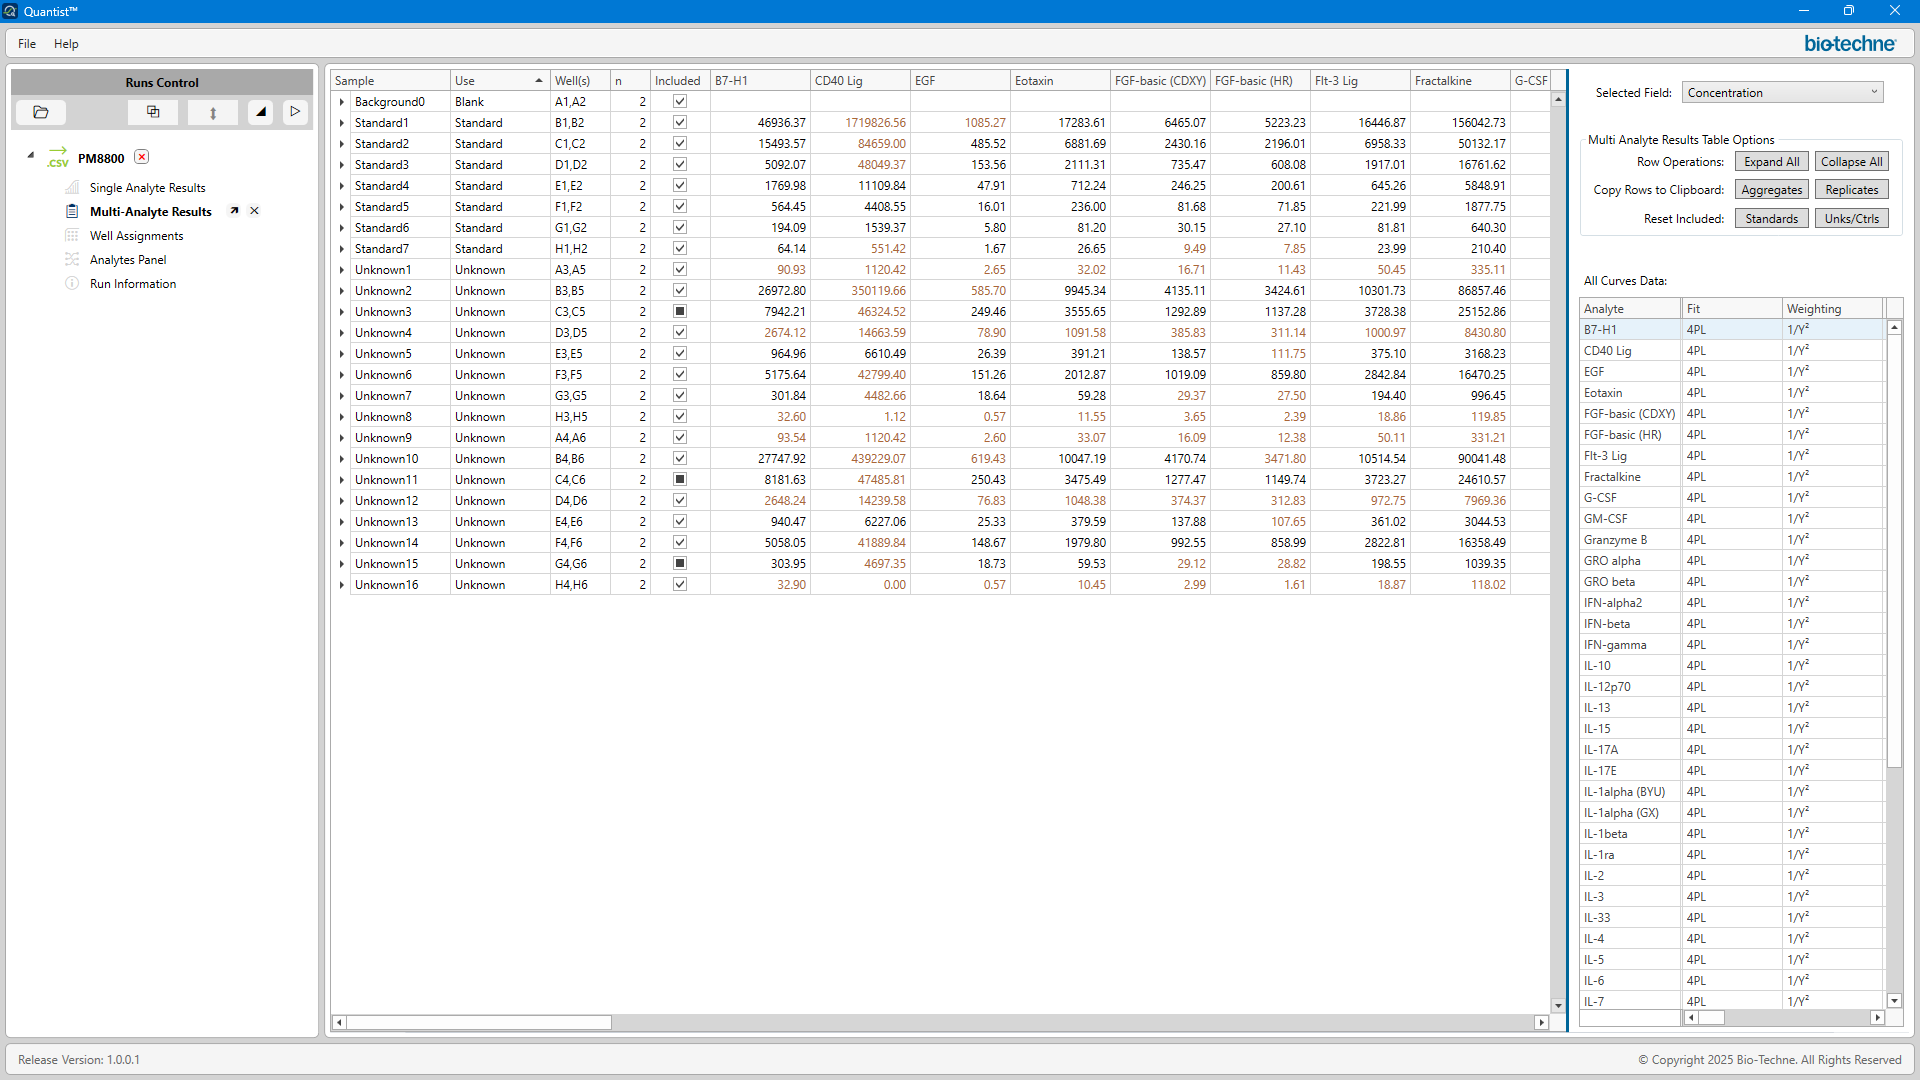 Quantist™
File Help
bio-techne
Runs Control
.csv PM8800
Single Analyte Results
Multi-Analyte Results
Well Assignments
Analytes Panel
Run Information
Sample Use Well(s) n Included B7-H1 CD40 Lig EGF Eotaxin FGF-basic (CDXY) FGF-basic (HR) Flt-3 Lig Fractalkine G-CSF
Background0 Blank A1,A2 2
Standard1 Standard B1,B2 2 46936.37 1719826.56 1085.27 17283.61 6465.07 5223.23 16446.87 156042.73
Standard2 Standard C1,C2 2 15493.57 84659.00 485.52 6881.69 2430.16 2196.01 6958.33 50132.17
Standard3 Standard D1,D2 2 5092.07 48049.37 153.56 2111.31 735.47 608.08 1917.01 16761.62
Standard4 Standard E1,E2 2 1769.98 11109.84 47.91 712.24 246.25 200.61 645.26 5848.91
Standard5 Standard F1,F2 2 564.45 4408.55 16.01 236.00 81.68 71.85 221.99 1877.75
Standard6 Standard G1,G2 2 194.09 1539.37 5.80 81.20 30.15 27.10 81.81 640.30
Standard7 Standard H1,H2 2 64.14 551.42 1.67 26.65 9.49 7.85 23.99 210.40
Unknown1 Unknown A3,A5 2 90.93 1120.42 2.65 32.02 16.71 11.43 50.45 335.11
Unknown2 Unknown B3,B5 2 26972.80 350119.66 585.70 9945.34 4135.11 3424.61 10301.73 86857.46
Unknown3 Unknown C3,C5 2 7942.21 46324.52 249.46 3555.65 1292.89 1137.28 3728.38 25152.86
Unknown4 Unknown D3,D5 2 2674.12 14663.59 78.90 1091.58 385.83 311.14 1000.97 8430.80
Unknown5 Unknown E3,E5 2 964.96 6610.49 26.39 391.21 138.57 111.75 375.10 3168.23
Unknown6 Unknown F3,F5 2 5175.64 42799.40 151.26 2012.87 1019.09 859.80 2842.84 16470.25
Unknown7 Unknown G3,G5 2 301.84 4482.66 18.64 59.28 29.37 27.50 194.40 996.45
Unknown8 Unknown H3,H5 2 32.60 1.12 0.57 11.55 3.65 2.39 18.86 119.85
Unknown9 Unknown A4,A6 2 93.54 1120.42 2.60 33.07 16.09 12.38 50.11 331.21
Unknown10 Unknown B4,B6 2 27747.92 439229.07 619.43 10047.19 4170.74 3471.80 10514.54 90041.48
Unknown11 Unknown C4,C6 2 8181.63 47485.81 250.43 3475.49 1277.47 1149.74 3723.27 24610.57
Unknown12 Unknown D4,D6 2 2648.24 14239.58 76.83 1048.38 374.37 312.83 972.75 7969.36
Unknown13 Unknown E4,E6 2 940.47 6227.06 25.33 379.59 137.88 107.65 361.02 3044.53
Unknown14 Unknown F4,F6 2 5058.05 41889.84 148.67 1979.80 992.55 858.99 2822.81 16358.49
Unknown15 Unknown G4,G6 2 303.95 4697.35 18.73 59.53 29.12 28.82 198.55 1039.35
Unknown16 Unknown H4,H6 2 32.90 0.00 0.57 10.45 2.99 1.61 18.87 118.02
Selected Field: Concentration
Multi Analyte Results Table Options
Row Operations: Expand All Collapse All
Copy Rows to Clipboard: Aggregates Replicates
Reset Included: Standards Unks/Ctrls
All Curves Data:
Analyte Fit Weighting
B7-H1 4PL 1/Y²
CD40 Lig 4PL 1/Y²
EGF 4PL 1/Y²
Eotaxin 4PL 1/Y²
FGF-basic (CDXY) 4PL 1/Y²
FGF-basic (HR) 4PL 1/Y²
Flt-3 Lig 4PL 1/Y²
Fractalkine 4PL 1/Y²
G-CSF 4PL 1/Y²
GM-CSF 4PL 1/Y²
Granzyme B 4PL 1/Y²
GRO alpha 4PL 1/Y²
GRO beta 4PL 1/Y²
IFN-alpha2 4PL 1/Y²
IFN-beta 4PL 1/Y²
IFN-gamma 4PL 1/Y²
IL-10 4PL 1/Y²
IL-12p70 4PL 1/Y²
IL-13 4PL 1/Y²
IL-15 4PL 1/Y²
IL-17A 4PL 1/Y²
IL-17E 4PL 1/Y²
IL-1alpha (BYU) 4PL 1/Y²
IL-1alpha (GX) 4PL 1/Y²
IL-1beta 4PL 1/Y²
IL-1ra 4PL 1/Y²
IL-2 4PL 1/Y²
IL-3 4PL 1/Y²
IL-33 4PL 1/Y²
IL-4 4PL 1/Y²
IL-5 4PL 1/Y²
IL-6 4PL 1/Y²
IL-7 4PL 1/Y²
Release Version: 1.0.0.1
© Copyright 2025 Bio-Techne. All Rights Reserved